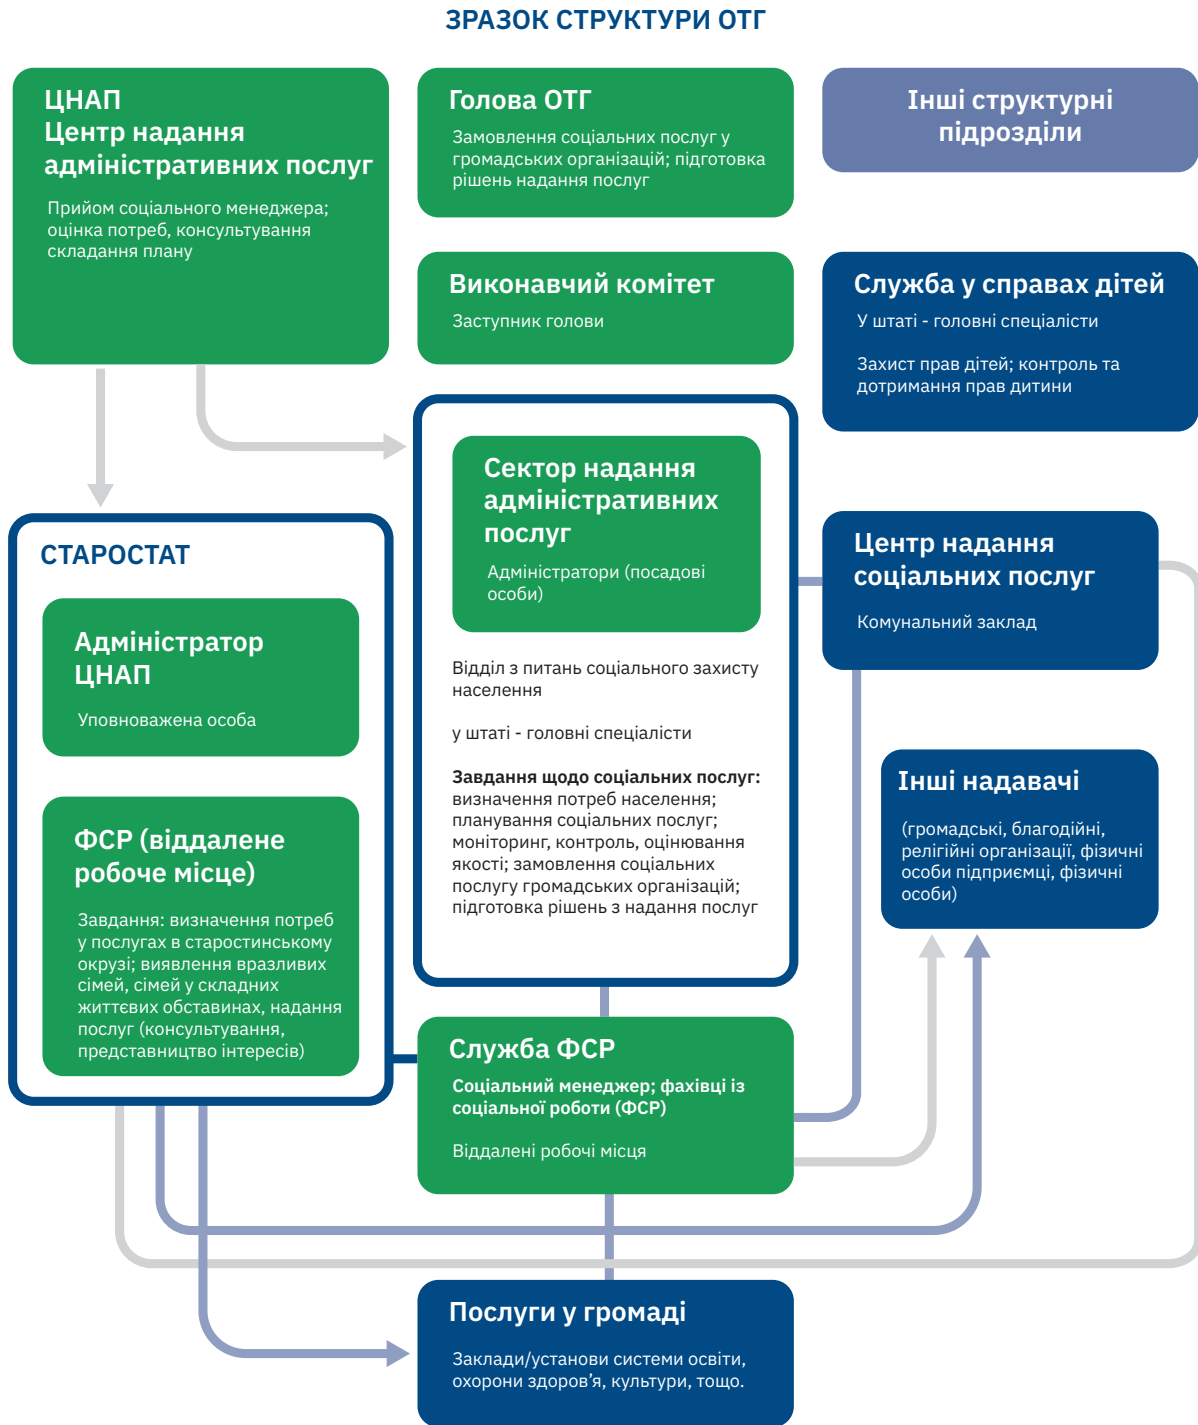 ЗРАЗОК СТРУКТУРИ ОТГ
ЦНАП
Центр надання
адміністративних послуг
Прийом соціального менеджера;
оцінка потреб, консультування
складання плану
Голова ОТГ
Замовлення соціальних послуг у
громадських організацій; підготовка
рішень надання послуг
Інші структурні
підрозділи
Виконавчий комітет
Заступник голови
Служба у справах дітей
У штаті - головні спеціалісти
Захист прав дітей; контроль та
дотримання прав дитини
Сектор надання
адміністративних
послуг
Адміністратори (посадові
особи)
Відділ з питань соціального захисту
населення
у штаті - головні спеціалісти
Завдання щодо соціальних послуг:
визначення потреб населення;
планування соціальних послуг;
моніторинг, контроль, оцінювання
якості; замовлення соціальних
послугу громадських організацій;
підготовка рішень з надання послуг
СТАРОСТАТ
Адміністратор
ЦНАП
Уповноважена особа
ФСР (віддалене
робоче місце)
Завдання: визначення потреб
у послугах в старостинському
окрузі; виявлення вразливих
сімей, сімей у складних
життєвих обставинах, надання
послуг (консультування,
представництво інтересів)
Центр надання
соціальних послуг
Комунальний заклад
Інші надавачі
(громадські, благодійні,
релігійні організації, фізичні
особи підприємці, фізичні
особи)
Служба ФСР
Соціальний менеджер; фахівці із
соціальної роботи (ФСР)
Віддалені робочі місця
Послуги у громаді
Заклади/установи системи освіти,
охорони здоров’я, культури, тощо.